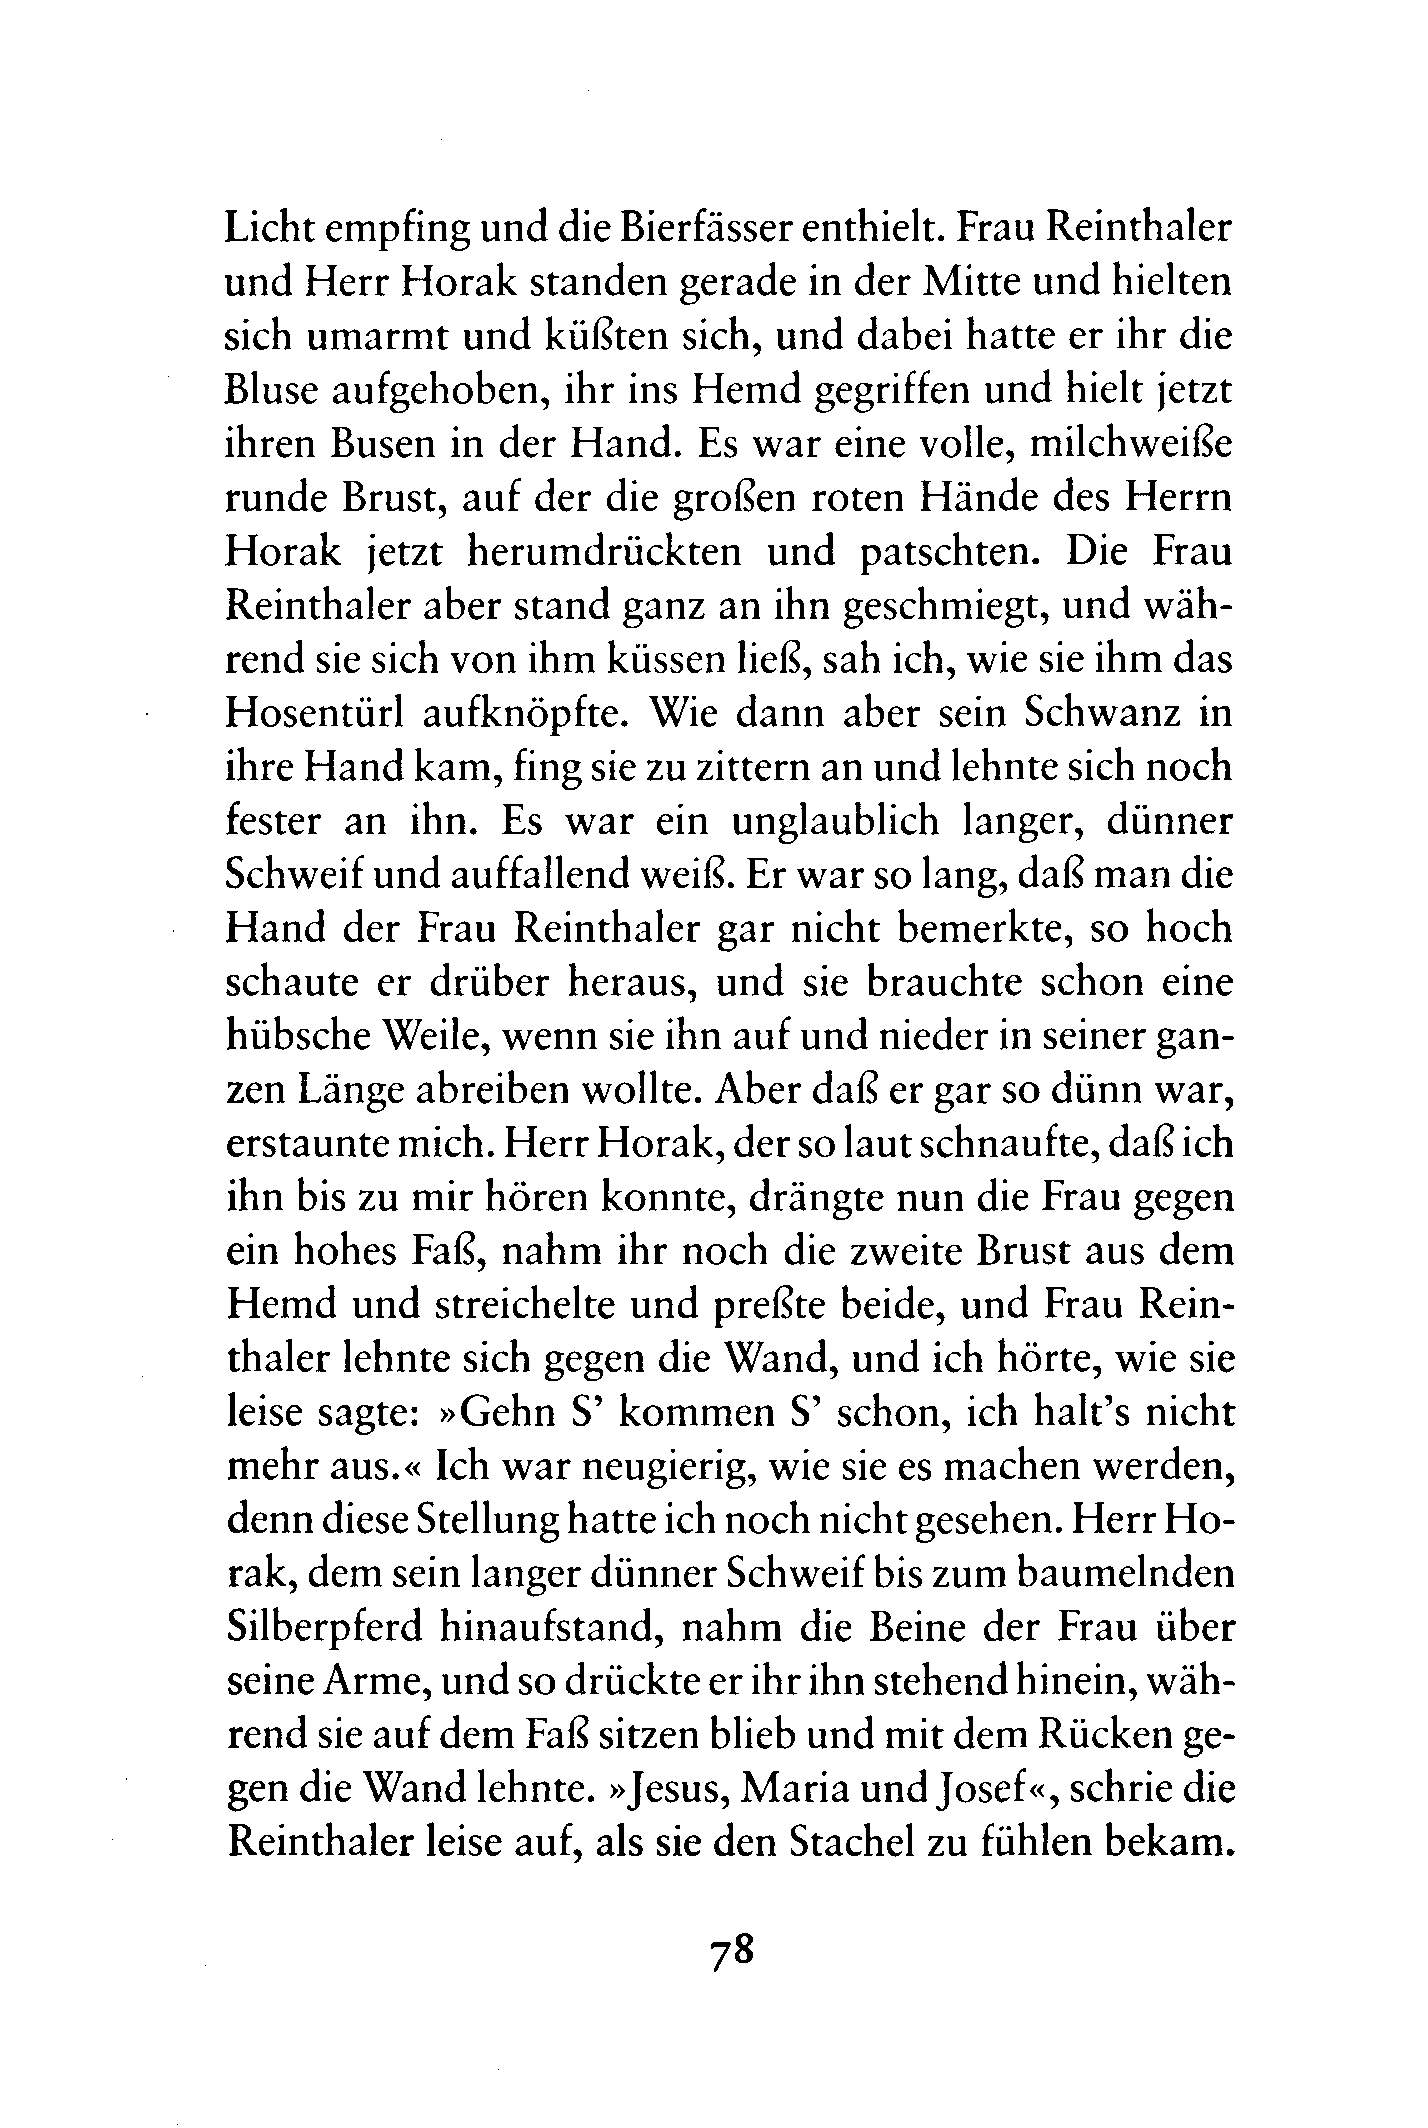 Licht empfing und die Bierfässer enthielt. Frau Reinthaler
und Herr Horak standen gerade in der Mitte und hielten
sich umarmt und küßten sich, und dabei hatte er ihr die
Bluse aufgehoben, ihr ins Hemd gegriffen und hielt jetzt
ihren Busen in der Hand. Es war eine volle, milchweiße
runde Brust, auf der die großen roten Hände des Herrn
Horak jetzt herumdrückten und patschten. Die Frau
Reinthaler aber stand ganz an ihn geschmiegt, und wäh-
rend sie sich von ihm küssen ließ, sah ich, wie sie ihm das
Hosentürl aufknöpfte. Wie dann aber sein Schwanz in
ihre Hand kam, fing sie zu zittern an und lehnte sich noch
fester an ihn. Es war ein unglaublich langer, dünner
Schweif und auffallend weiß. Er war so lang, daß man die
Hand der Frau Reinthaler gar nicht bemerkte, so hoch
schaute er drüber heraus, und sie brauchte schon eine
hübsche Weile, wenn sie ihn auf und nieder in seiner gan-
zen Länge abreiben wollte. Aber daß er gar so dünn war,
erstaunte mich. Herr Horak, der so laut schnaufte, daß ich
ihn bis zu mir hören konnte, drängte nun die Frau gegen
ein hohes Faß, nahm ihr noch die zweite Brust aus dem
Hemd und streichelte und preßte beide, und Frau Rein-
thaler lehnte sich gegen die Wand, und ich hörte, wie sie
leise sagte: »Gehn S’ kommen S’ schon, ich halt’s nicht
mehr aus.« Ich war neugierig, wie sie es machen werden,
denn diese Stellung hatte ich noch nicht gesehen. Herr Ho-
rak, dem sein langer dünner Schweif bis zum baumelnden
Silberpferd hinaufstand, nahm die Beine der Frau über
seine Arme, und so drückte er ihr ihn stehend hinein, wäh-
rend sie auf dem Faß sitzen blieb und mit dem Rücken ge-
gen die Wand lehnte. »Jesus, Maria und Josef«, schrie die
Reinthaler leise auf, als sie den Stachel zu fühlen bekam.
78